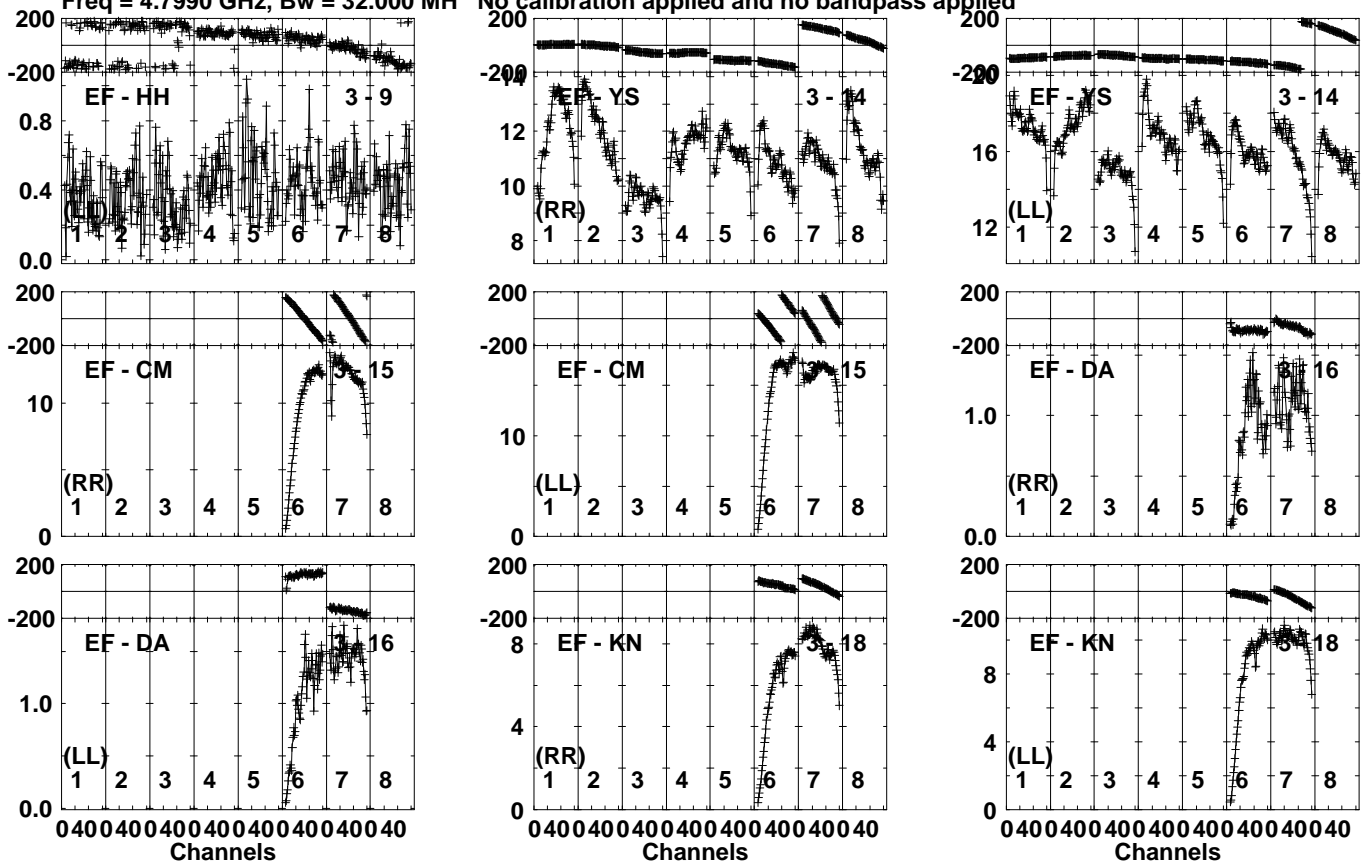 Freq = 4.7990 GHz, Bw = 32.000 MH No calibration applied and no bandpass applied
200
-200
EF - HH 3 - 9
0.8
0.4
0.0
(LL)
1 2 3 4 5 6 7 8
200
-200
14
EF - YS 3 - 14
12
10
8
(RR)
1 2 3 4 5 6 7 8
200
-200
20
EF - YS 3 - 14
16
12
(LL)
1 2 3 4 5 6 7 8
200
-200
EF - CM 3 - 15
10
0
(RR)
1 2 3 4 5 6 7 8
200
-200
EF - CM 3 - 15
10
0
(LL)
1 2 3 4 5 6 7 8
200
-200
EF - DA 3 - 16
1.0
0.0
(RR)
1 2 3 4 5 6 7 8
200
-200
EF - DA 3 - 16
1.0
0.0
(LL)
1 2 3 4 5 6 7 8
0 40 0 40 0 40 0 40 0 40 0 40 0 40 0 40
Channels
200
-200
EF - KN 3 - 18
8
4
0
(RR)
1 2 3 4 5 6 7 8
0 40 0 40 0 40 0 40 0 40 0 40 0 40 0 40
Channels
200
-200
EF - KN 3 - 18
8
4
0
(LL)
1 2 3 4 5 6 7 8
0 40 0 40 0 40 0 40 0 40 0 40 0 40 0 40
Channels